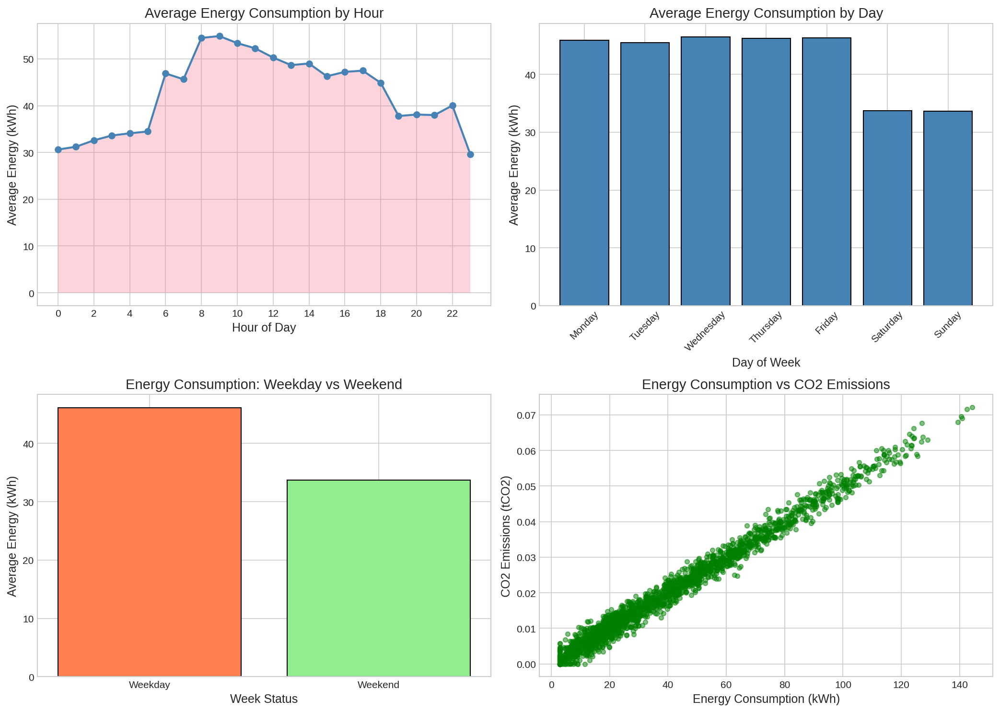 Average Energy Consumption by Hour
Average Energy (kWh)
50
40
30
20
10
0
0 2 4 6 8 10 12 14 16 18 20 22
Hour of Day
Average Energy Consumption by Day
Average Energy (kWh)
40
30
20
10
0
Monday Tuesday Wednesday Thursday Friday Saturday Sunday
Day of Week
Energy Consumption: Weekday vs Weekend
Average Energy (kWh)
40
30
20
10
0
Weekday Weekend
Week Status
Energy Consumption vs CO2 Emissions
CO2 Emissions (tCO2)
0.07
0.06
0.05
0.04
0.03
0.02
0.01
0.00
0 20 40 60 80 100 120 140
Energy Consumption (kWh)